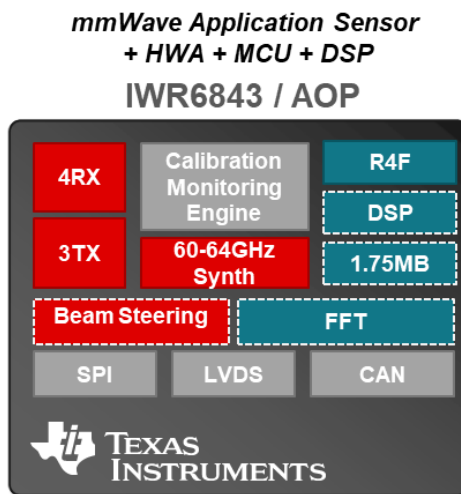 mmWave Application Sensor
+ HWA + MCU + DSP
IWR6843 / AOP
4RX
Calibration
Monitoring
Engine
R4F
DSP
3TX
60-64GHz
Synth
1.75MB
Beam Steering
FFT
SPI
LVDS
CAN
TEXAS
INSTRUMENTS